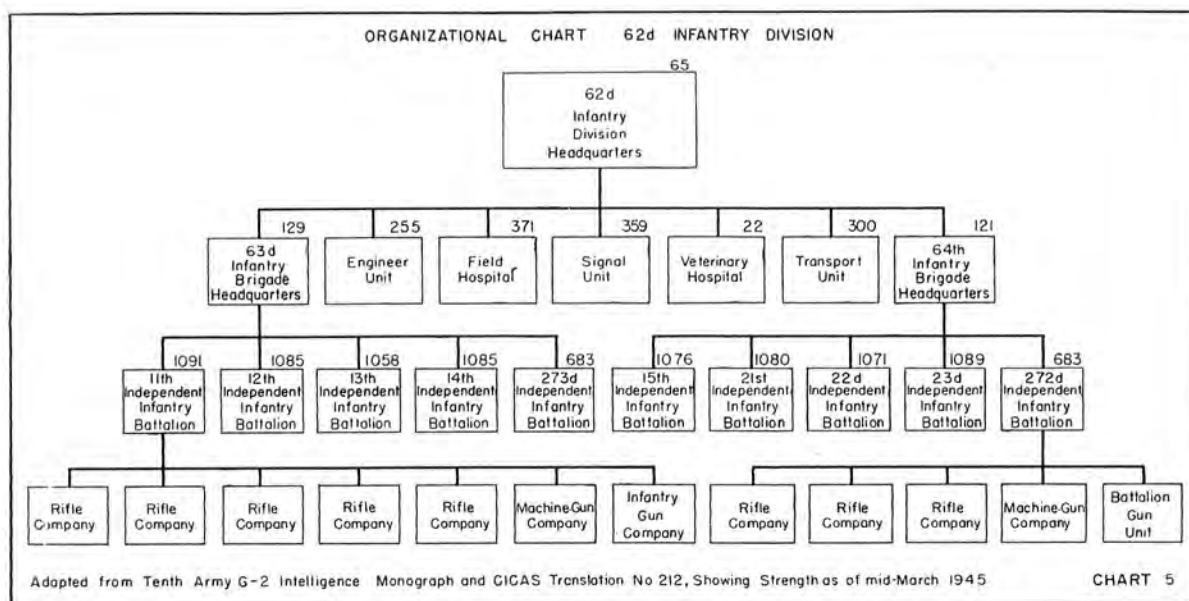 ORGANIZATIONAL CHART 62d INFANTRY DIVISION
65
62d
Infantry
Division
Headquarters
129
63d
Infantry
Brigade
Headquarters
255
Engineer
Unit
371
Field
Hospital
359
Signal
Unit
22
Veterinary
Hospital
300
Transport
Unit
121
64th
Infantry
Brigade
Headquarters
1091
11th
Independent
Infantry
Battalion
1085
12th
Independent
Infantry
Battalion
1058
13th
Independent
Infantry
Battalion
1085
14th
Independent
Infantry
Battalion
683
273d
Independent
Infantry
Battalion
1076
15th
Independent
Infantry
Battalion
1080
21st
Independent
Infantry
Battalion
1071
22d
Independent
Infantry
Battalion
1089
23d
Independent
Infantry
Battalion
683
272d
Independent
Infantry
Battalion
Rifle
Company
Rifle
Company
Rifle
Company
Rifle
Company
Rifle
Company
Machine-Gun
Company
Infantry
Gun
Company
Rifle
Company
Rifle
Company
Rifle
Company
Machine-Gun
Company
Battalion
Gun
Unit
Adapted from Tenth Army G-2 Intelligence Monograph and CICAS Translation No 212, Showing Strength as of mid-March 1945 CHART 5